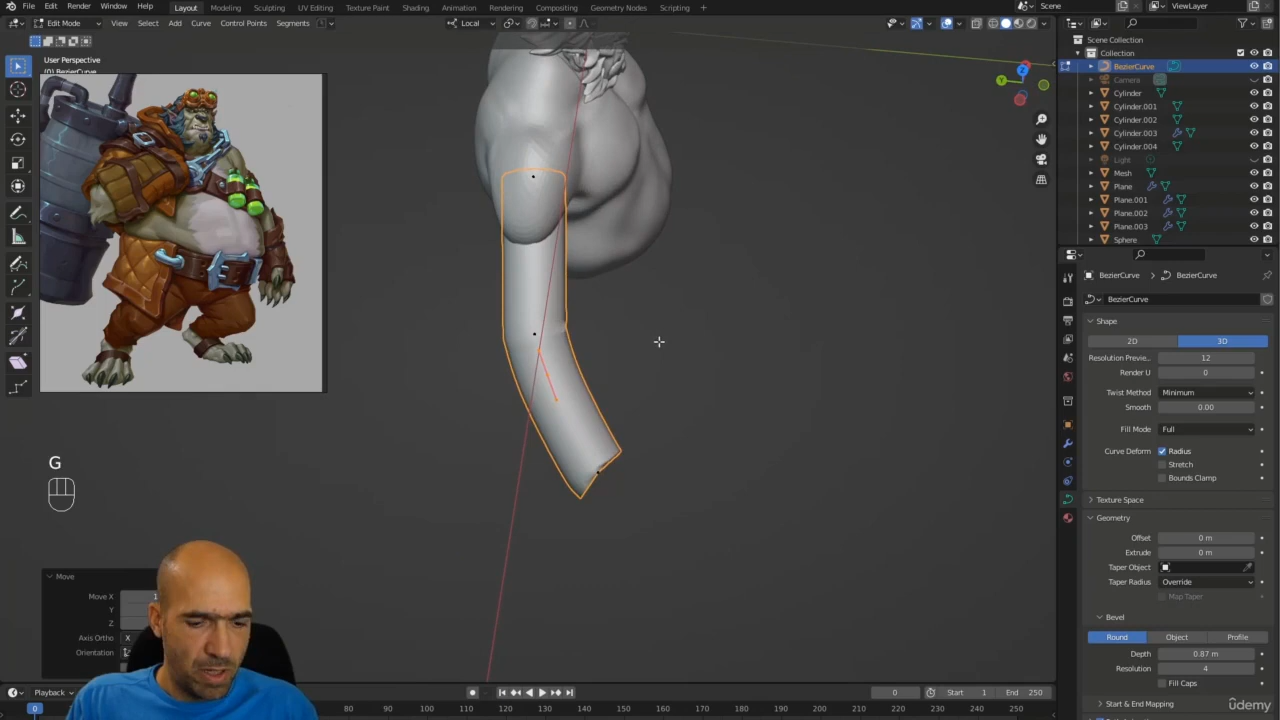 File Edit Render Window Help Layout Modeling Sculpting UV Editing Texture Paint Shading Animation Rendering Compositing Geometry Nodes Scripting + Scene ViewLayer
Edit Mode View Select Add Curve Control Points Segments Local
User Perspective
(0) BezierCurve
Scene Collection
Collection
BezierCurve
Camera
Cylinder
Cylinder.001
Cylinder.002
Cylinder.003
Cylinder.004
Light
Mesh
Plane
Plane.001
Plane.002
Plane.003
Sphere
BezierCurve > BezierCurve
BezierCurve
Shape
2D 3D
Resolution Previe... 12
Render U 0
Twist Method Minimum
Smooth 0.00
Fill Mode Full
Curve Deform Radius
Stretch
Bounds Clamp
Texture Space
Geometry
Offset 0 m
Extrude 0 m
Taper Object
Taper Radius Override
Map Taper
Bevel
Round Object Profile
Depth 0.87 m
Resolution 4
Fill Caps
Start & End Mapping
G
Move
Move X 1
Y
Z
Axis Ortho X
Orientation
Playback 0 Start 1 End 250
0 80 90 100 110 120 130 140 150 160 170 180 190 200 210 220 230 240 250
ûdemy